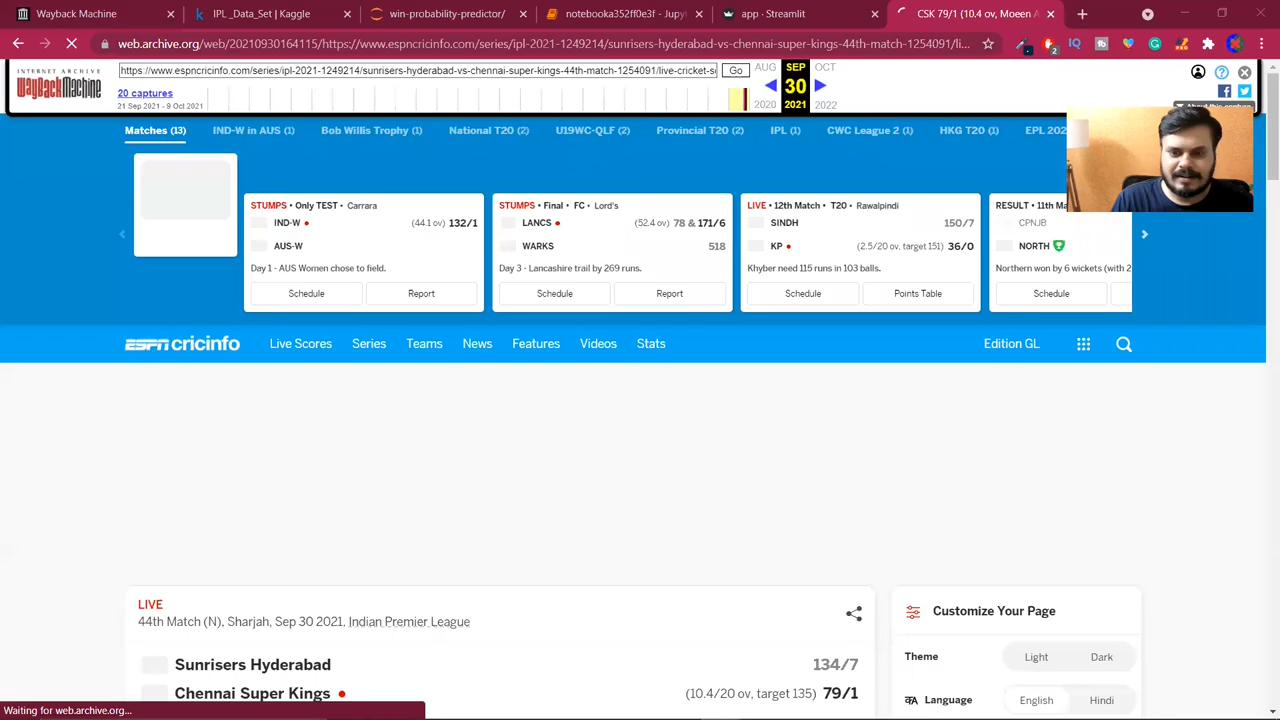 Wayback Machine
IPL _Data_Set | Kaggle
win-probability-predictor/
notebooka352ff0e3f - Jupyt
app · Streamlit
CSK 79/1 (10.4 ov, Moeen A
web.archive.org/web/20210930164115/https://www.espncricinfo.com/series/ipl-2021-1249214/sunrisers-hyderabad-vs-chennai-super-kings-44th-match-1254091/li...
INTERNET ARCHIVE
WayBackMachine
https://www.espncricinfo.com/series/ipl-2021-1249214/sunrisers-hyderabad-vs-chennai-super-kings-44th-match-1254091/live-cricket-s
Go
AUG SEP OCT
20 captures
30
21 Sep 2021 - 9 Oct 2021
2020 2021 2022
About this capture
Matches (13)
IND-W in AUS (1)
Bob Willis Trophy (1)
National T20 (2)
U19WC-QLF (2)
Provincial T20 (2)
IPL (1)
CWC League 2 (1)
HKG T20 (1)
EPL 202
STUMPS • Only TEST • Carrara
IND-W • (44.1 ov) 132/1
AUS-W
Day 1 - AUS Women chose to field.
Schedule Report
STUMPS • Final • FC • Lord's
LANCS • (52.4 ov) 78 & 171/6
WARKS 518
Day 3 - Lancashire trail by 269 runs.
Schedule Report
LIVE • 12th Match • T20 • Rawalpindi
SINDH 150/7
KP • (2.5/20 ov, target 151) 36/0
Khyber need 115 runs in 103 balls.
Schedule Points Table
RESULT • 11th M
CPNJB
NORTH
Northern won by 6 wickets (with 2
Schedule
ESPN cricinfo
Live Scores
Series
Teams
News
Features
Videos
Stats
Edition GL
LIVE
44th Match (N), Sharjah, Sep 30 2021, Indian Premier League
Sunrisers Hyderabad 134/7
Chennai Super Kings • (10.4/20 ov, target 135) 79/1
Customize Your Page
Theme Light Dark
Language English Hindi
Waiting for web.archive.org...